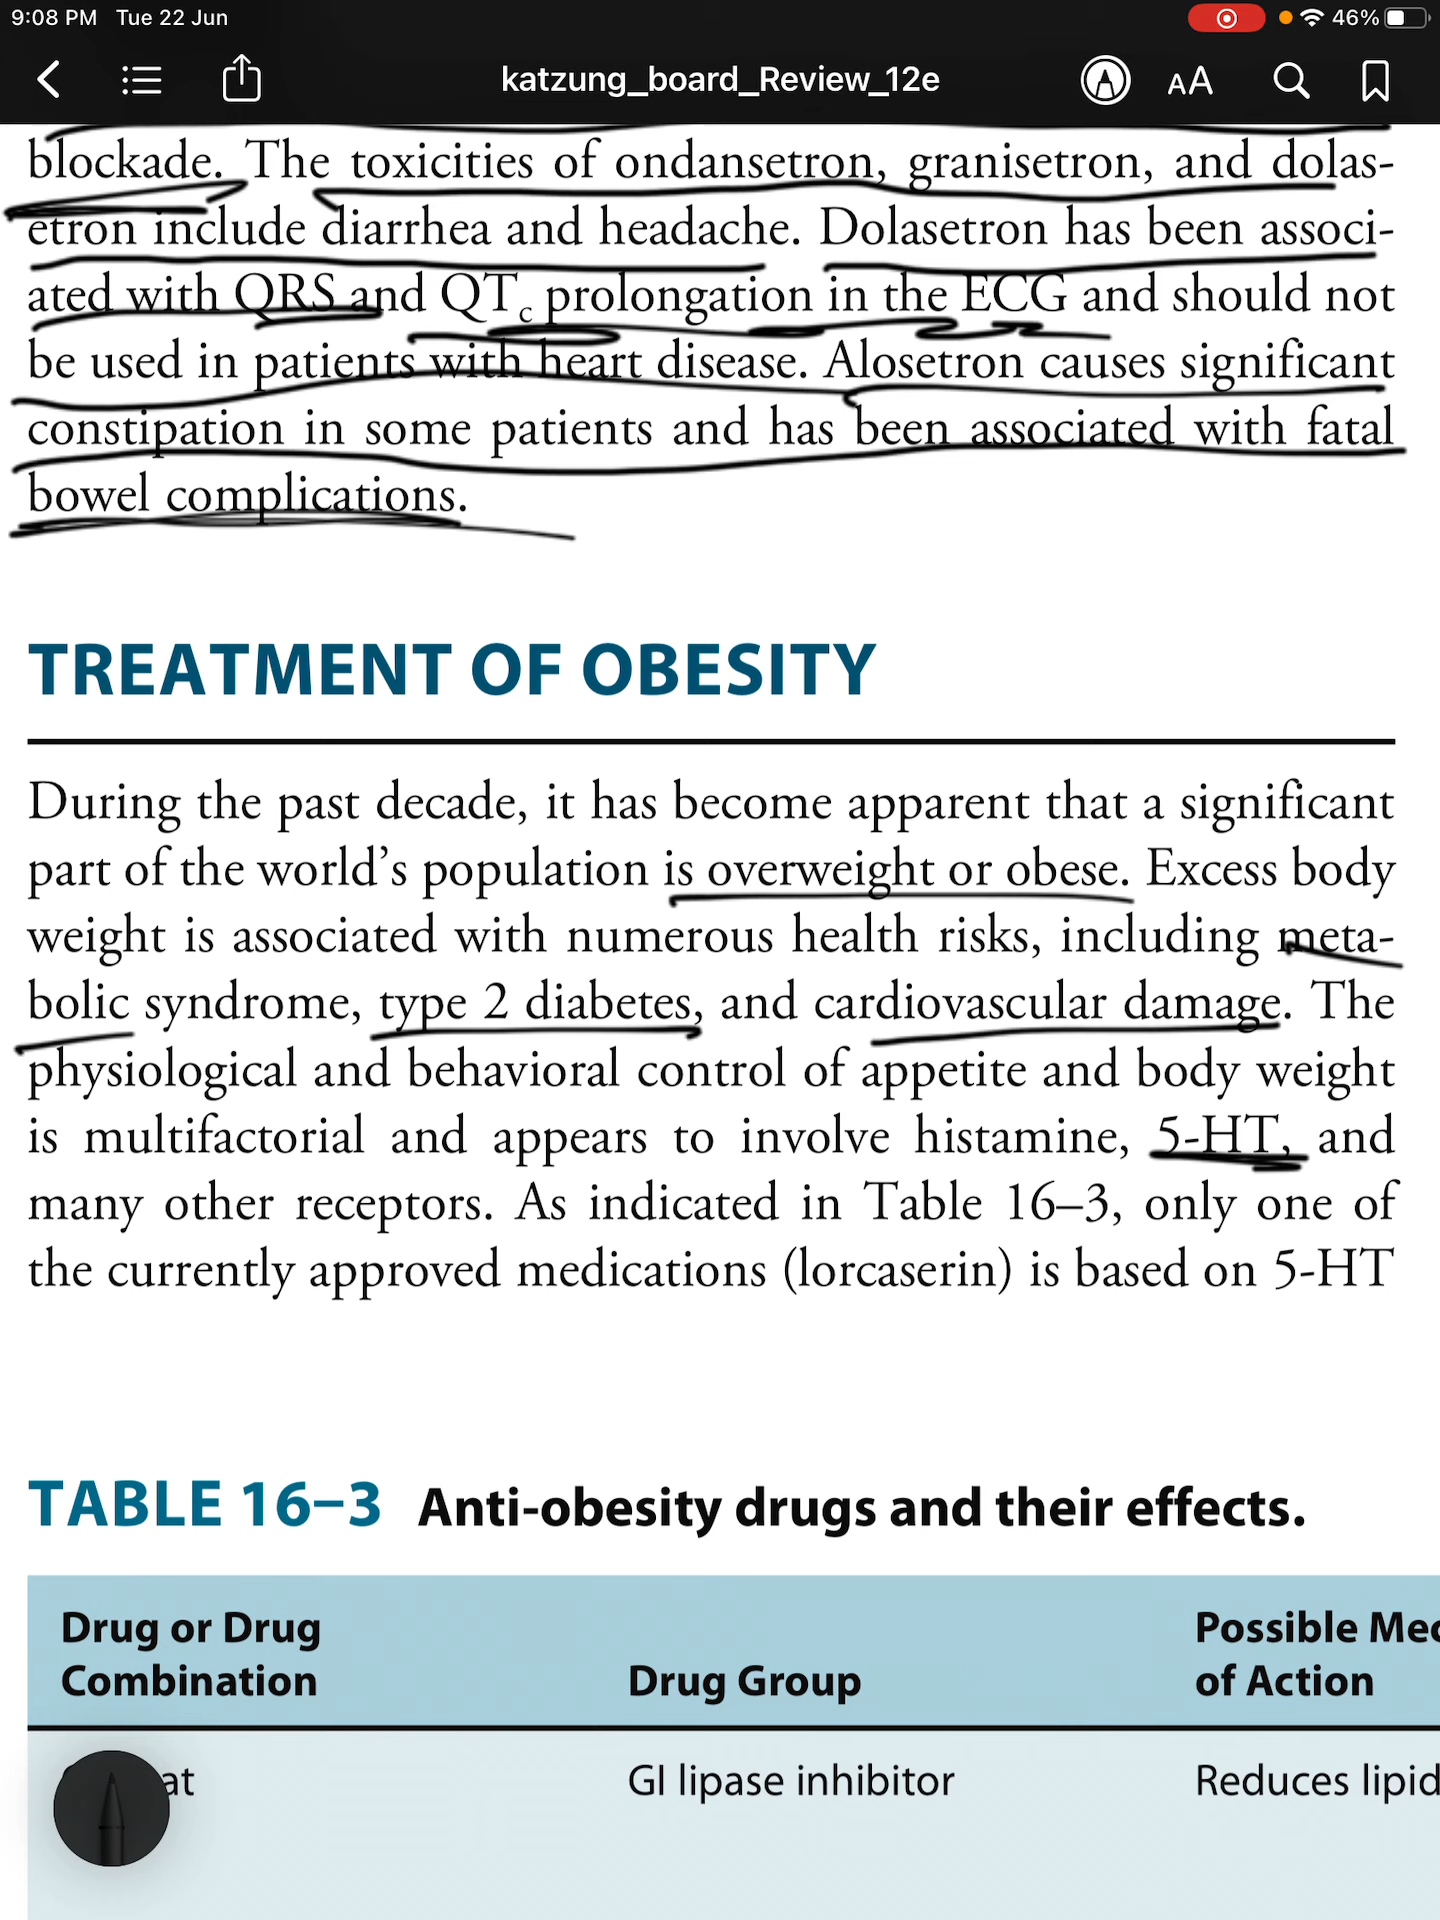 9:08 PM Tue 22 Jun
46%
katzung_board_Review_12e
AA
blockade. The toxicities of ondansetron, granisetron, and dolas-
etron include diarrhea and headache. Dolasetron has been associ-
ated with QRS and QTc prolongation in the ECG and should not
be used in patients with heart disease. Alosetron causes significant
constipation in some patients and has been associated with fatal
bowel complications.
TREATMENT OF OBESITY
During the past decade, it has become apparent that a significant
part of the world’s population is overweight or obese. Excess body
weight is associated with numerous health risks, including meta-
bolic syndrome, type 2 diabetes, and cardiovascular damage. The
physiological and behavioral control of appetite and body weight
is multifactorial and appears to involve histamine, 5-HT, and
many other receptors. As indicated in Table 16–3, only one of
the currently approved medications (lorcaserin) is based on 5-HT
TABLE 16–3 Anti-obesity drugs and their effects.
Drug or Drug
Combination
Drug Group
Possible Mec
of Action
at
GI lipase inhibitor
Reduces lipid